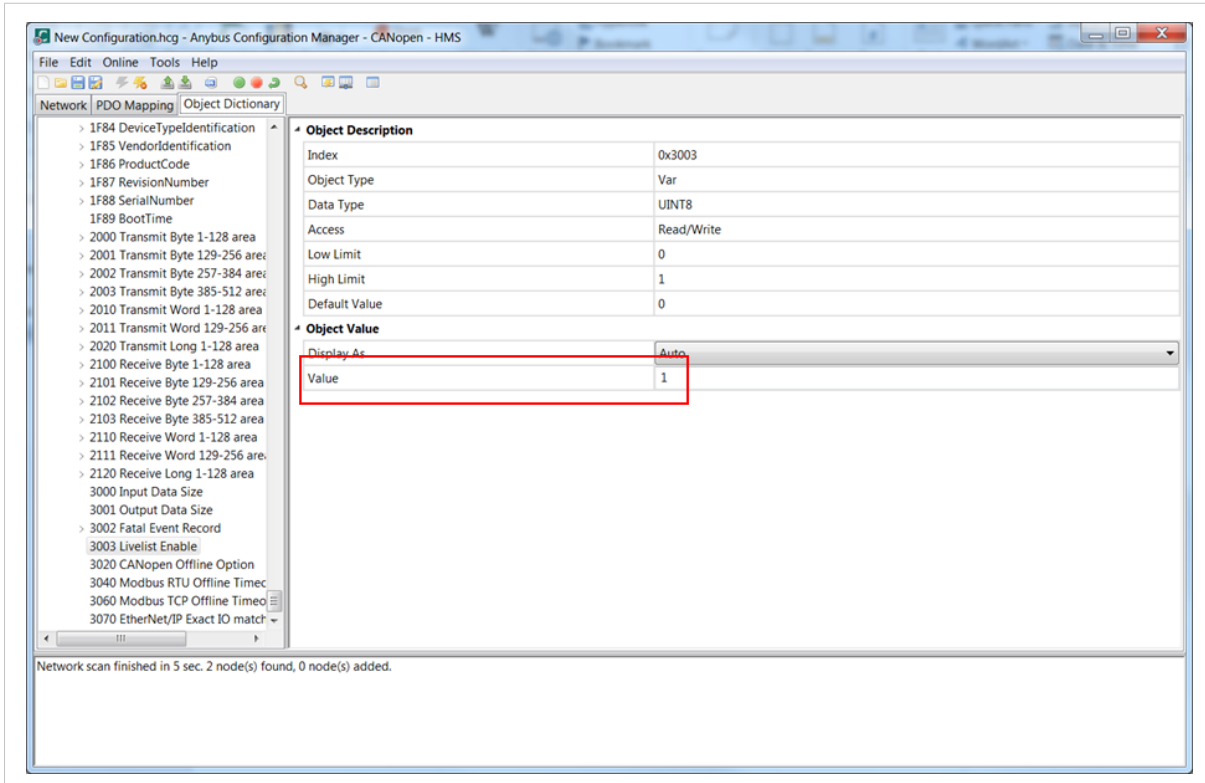 New Configuration.hcg - Anybus Configuration Manager - CANopen - HMS
File Edit Online Tools Help
Network PDO Mapping Object Dictionary
1F84 DeviceTypeIdentification
1F85 VendorIdentification
1F86 ProductCode
1F87 RevisionNumber
1F88 SerialNumber
1F89 BootTime
2000 Transmit Byte 1-128 area
2001 Transmit Byte 129-256 area
2002 Transmit Byte 257-384 area
2003 Transmit Byte 385-512 area
2010 Transmit Word 1-128 area
2011 Transmit Word 129-256 are
2020 Transmit Long 1-128 area
2100 Receive Byte 1-128 area
2101 Receive Byte 129-256 area
2102 Receive Byte 257-384 area
2103 Receive Byte 385-512 area
2110 Receive Word 1-128 area
2111 Receive Word 129-256 are
2120 Receive Long 1-128 area
3000 Input Data Size
3001 Output Data Size
3002 Fatal Event Record
3003 Livelist Enable
3020 CANopen Offline Option
3040 Modbus RTU Offline Timec
3060 Modbus TCP Offline Timeo
3070 EtherNet/IP Exact IO match
Object Description
Index 0x3003
Object Type Var
Data Type UINT8
Access Read/Write
Low Limit 0
High Limit 1
Default Value 0
Object Value
Display As Auto
Value 1
Network scan finished in 5 sec. 2 node(s) found, 0 node(s) added.